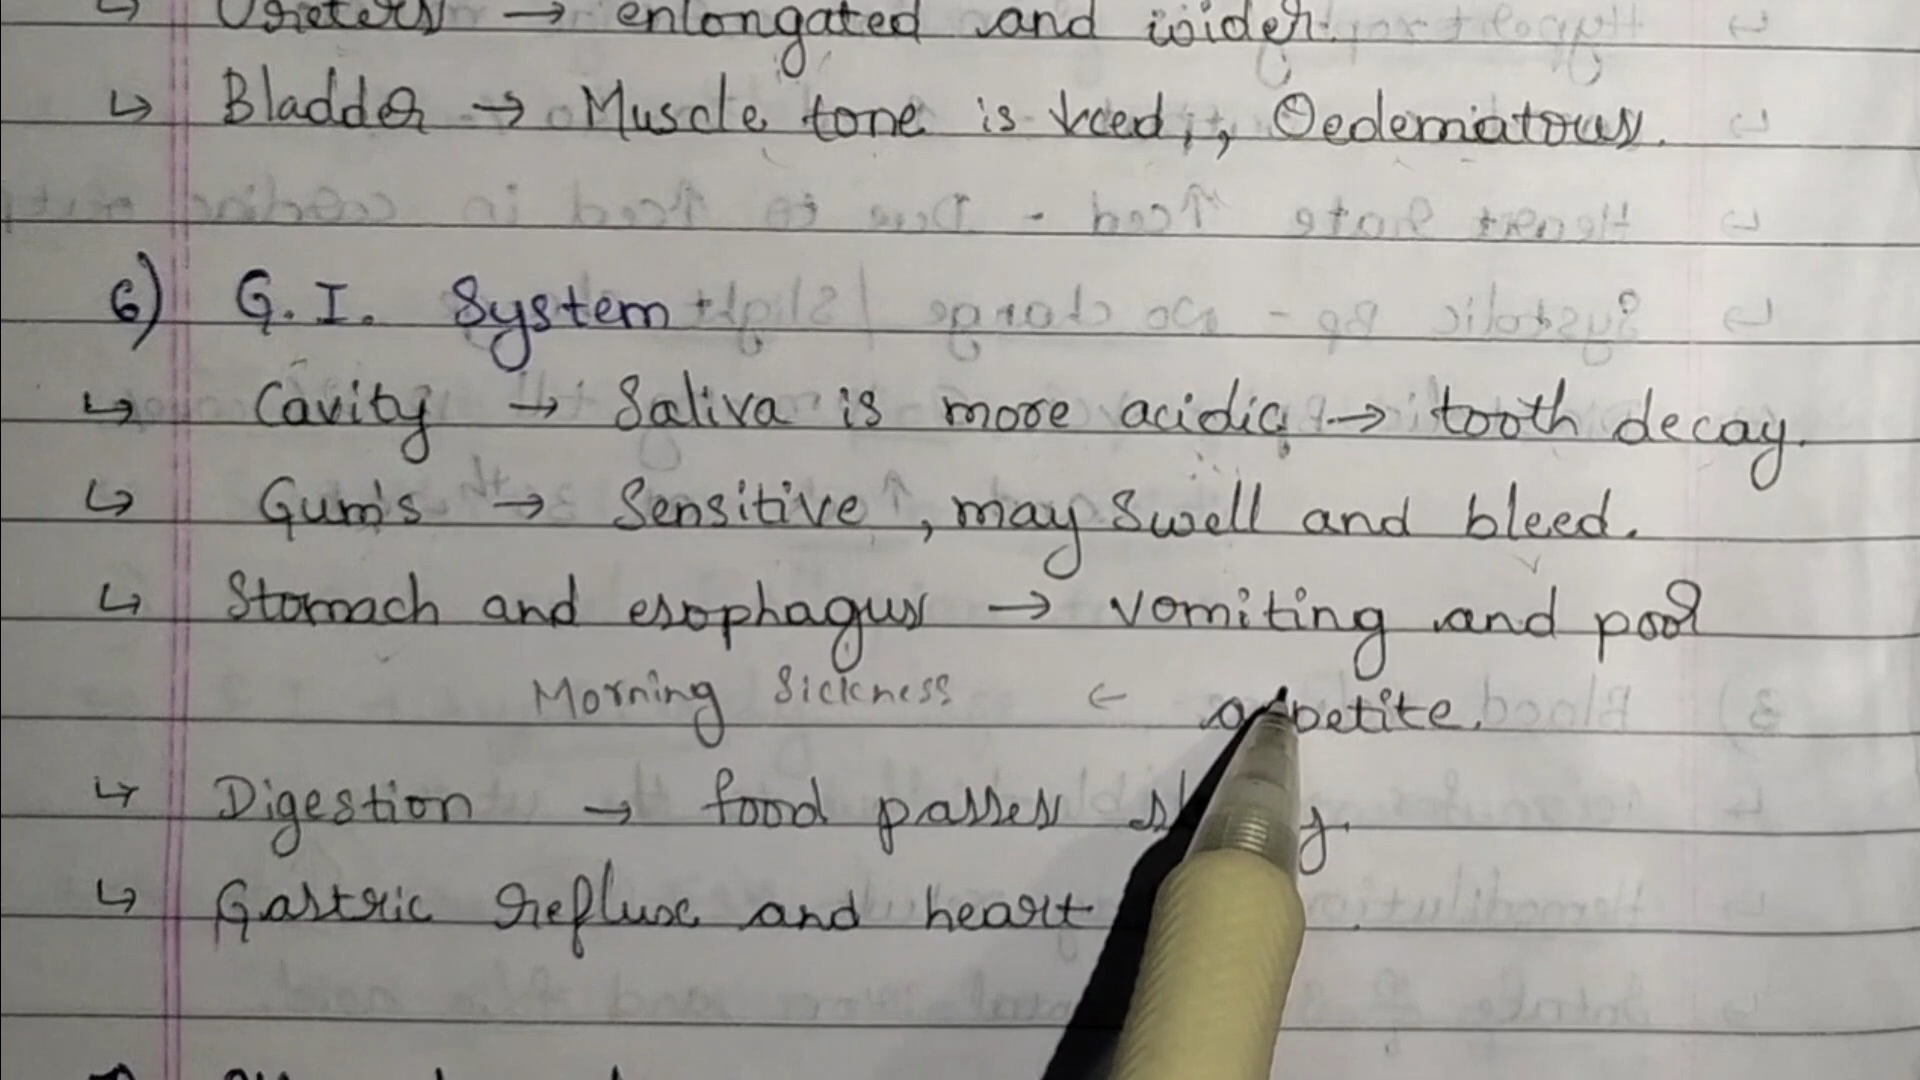 ↳ Ureters → enlongated and wider.
↳ Bladder → Muscle tone is ↓ced, , Oedematous.
6) G. I. System
↳ Cavity → Saliva is more acidic, → tooth decay.
↳ Gum's → Sensitive , may swell and bleed.
↳ Stomach and esophagus → vomiting and poor
Morning Sickness ← appetite.
↳ Digestion → food passes
↳ Gastric reflux and heart